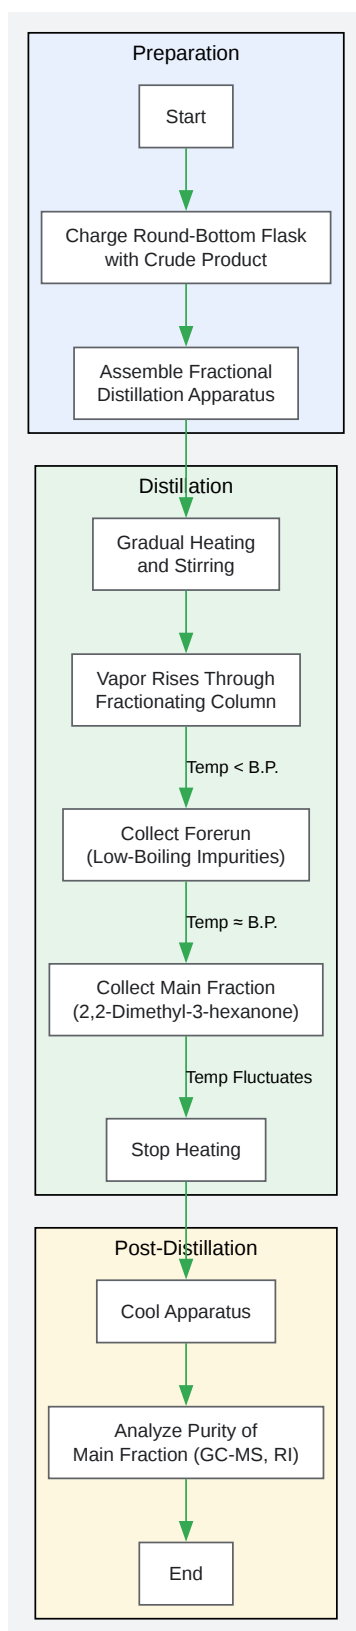 Preparation
Start
Charge Round-Bottom Flask
with Crude Product
Assemble Fractional
Distillation Apparatus
Distillation
Gradual Heating
and Stirring
Vapor Rises Through
Fractionating Column
Temp < B.P.
Collect Forerun
(Low-Boiling Impurities)
Temp ≈ B.P.
Collect Main Fraction
(2,2-Dimethyl-3-hexanone)
Temp Fluctuates
Stop Heating
Post-Distillation
Cool Apparatus
Analyze Purity of
Main Fraction (GC-MS, RI)
End